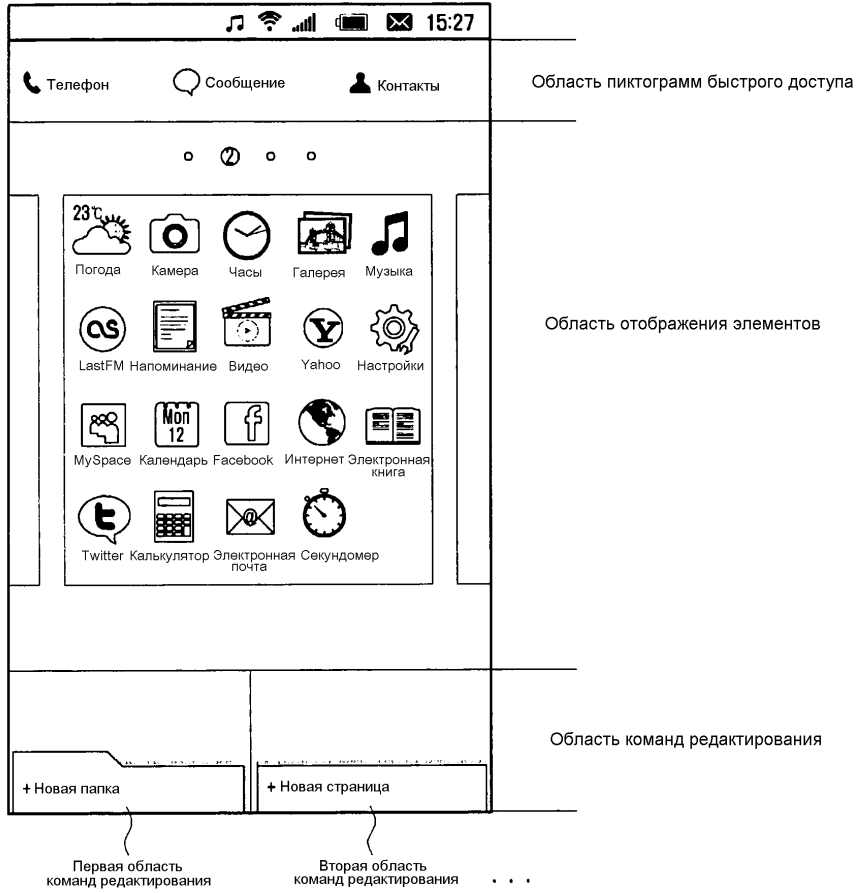 15:27
Телефон
Сообщение
Контакты
Область пиктограмм быстрого доступа
2
23℃
Погода
Камера
Часы
Галерея
Музыка
Область отображения элементов
as
Y
LastFM
Напоминание
Видео
Yahoo
Настройки
Mon
12
f
MySpace
Календарь
Facebook
Интернет
Электронная
книга
t
@
Twitter
Калькулятор
Электронная
почта
Секундомер
Область команд редактирования
+ Новая папка
+ Новая страница
Первая область
команд редактирования
Вторая область
команд редактирования
. . .